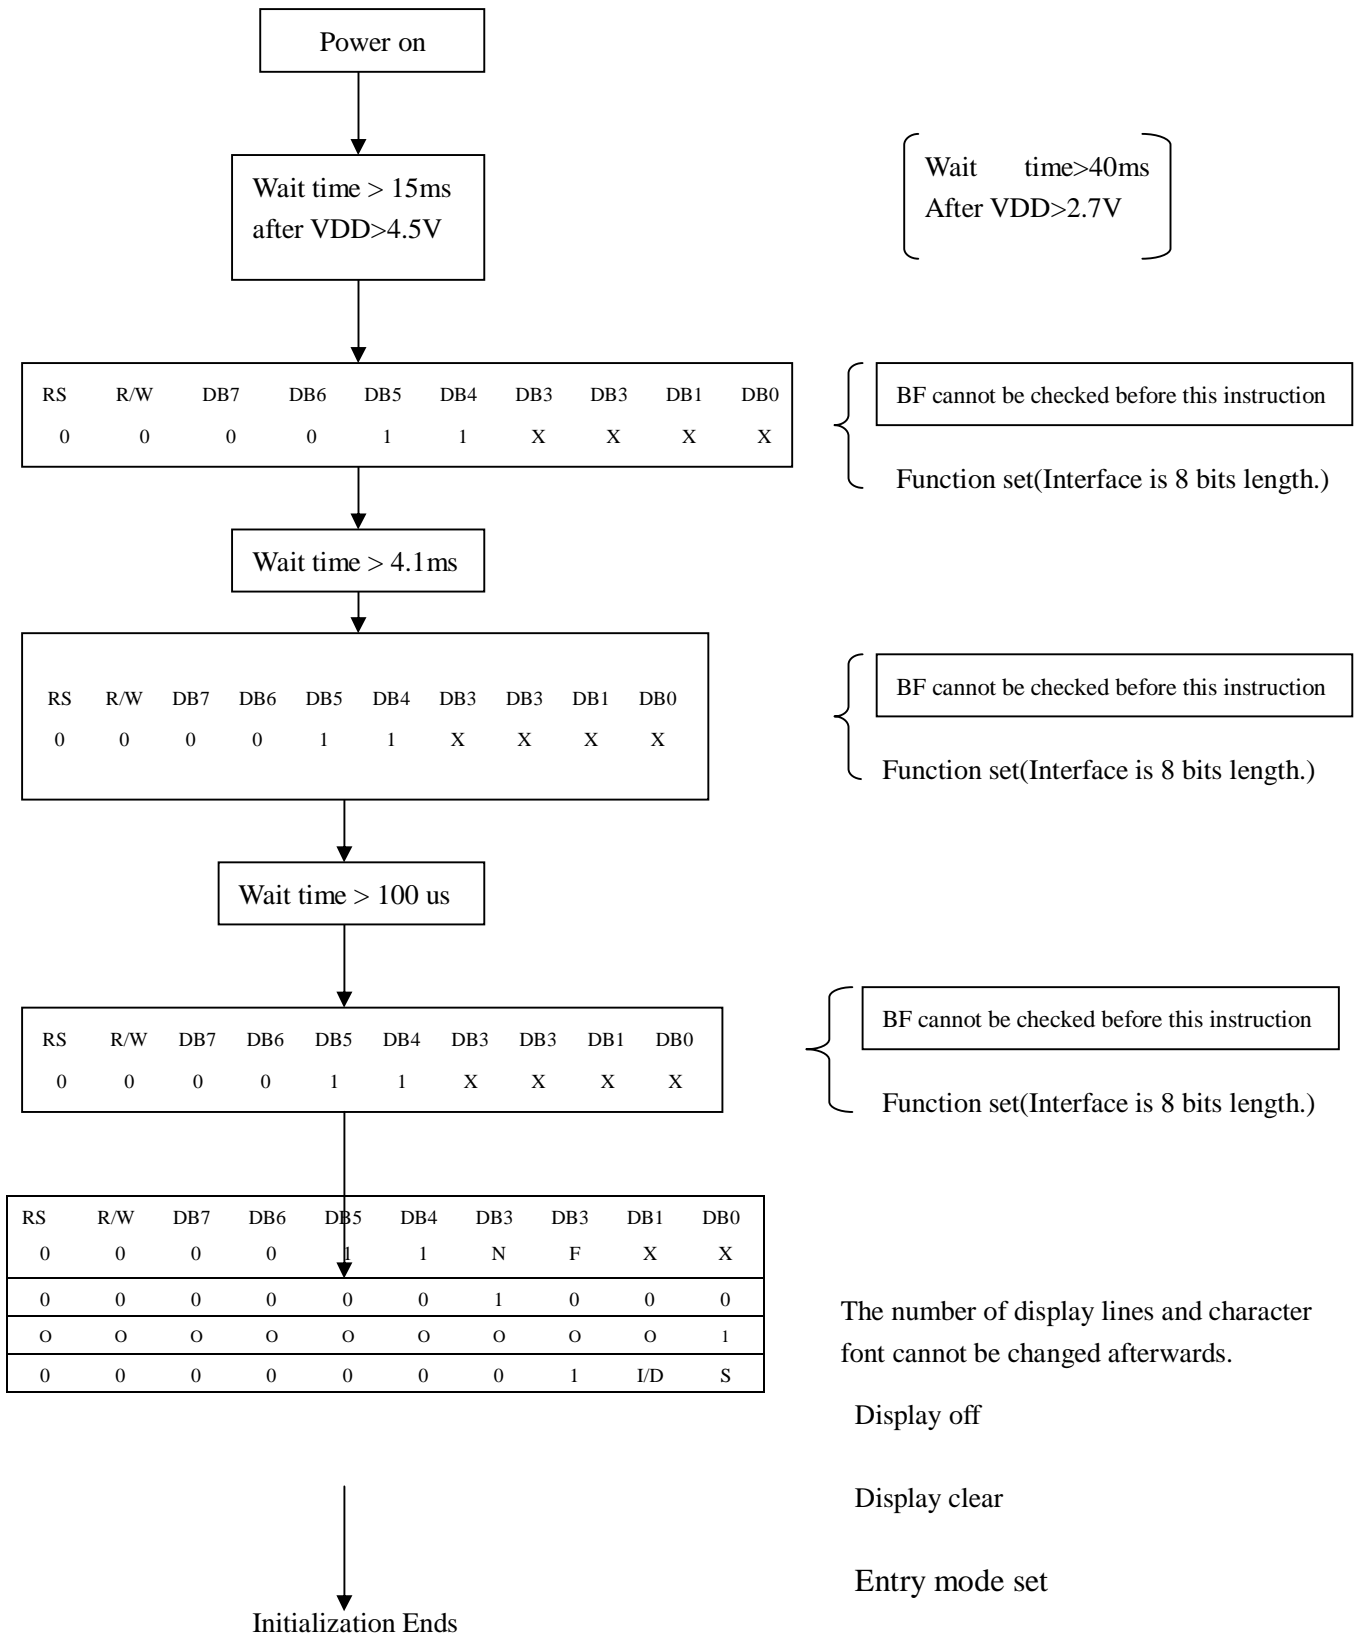 Power on
Wait time > 15ms
after VDD>4.5V
Wait time>40ms
After VDD>2.7V
RS R/W DB7 DB6 DB5 DB4 DB3 DB3 DB1 DB0
0 0 0 0 1 1 X X X X
BF cannot be checked before this instruction
Function set(Interface is 8 bits length.)
Wait time > 4.1ms
RS R/W DB7 DB6 DB5 DB4 DB3 DB3 DB1 DB0
0 0 0 0 1 1 X X X X
BF cannot be checked before this instruction
Function set(Interface is 8 bits length.)
Wait time > 100 us
RS R/W DB7 DB6 DB5 DB4 DB3 DB3 DB1 DB0
0 0 0 0 1 1 X X X X
BF cannot be checked before this instruction
Function set(Interface is 8 bits length.)
RS R/W DB7 DB6 DB5 DB4 DB3 DB3 DB1 DB0
0 0 0 0 1 1 N F X X
0 0 0 0 0 0 1 0 0 0
O O O O O O O O O 1
0 0 0 0 0 0 0 1 I/D S
The number of display lines and character
font cannot be changed afterwards.
Display off
Display clear
Entry mode set
Initialization Ends